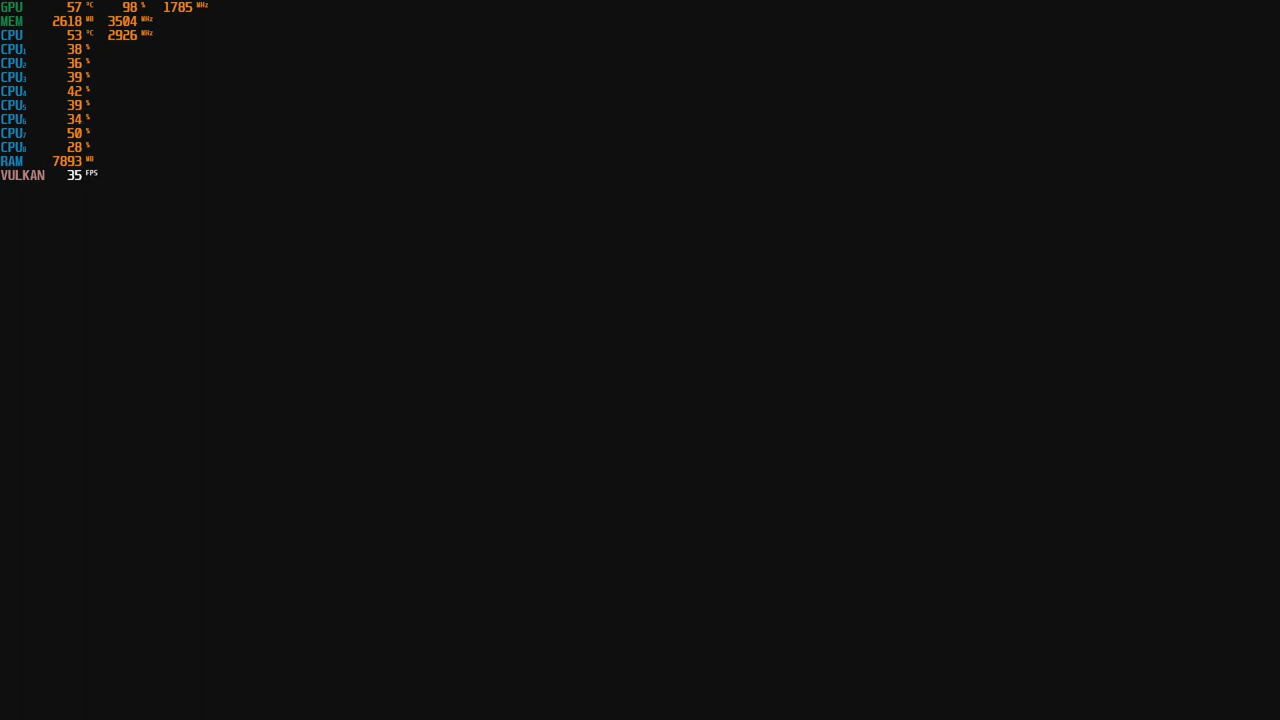 GPU 57 °C 98 % 1785 MHz
MEM 2618 MB 3504 MHz
CPU 53 °C 2926 MHz
CPU1 38 %
CPU2 36 %
CPU3 39 %
CPU4 42 %
CPU5 39 %
CPU6 34 %
CPU7 50 %
CPU8 28 %
RAM 7893 MB
VULKAN 35 FPS